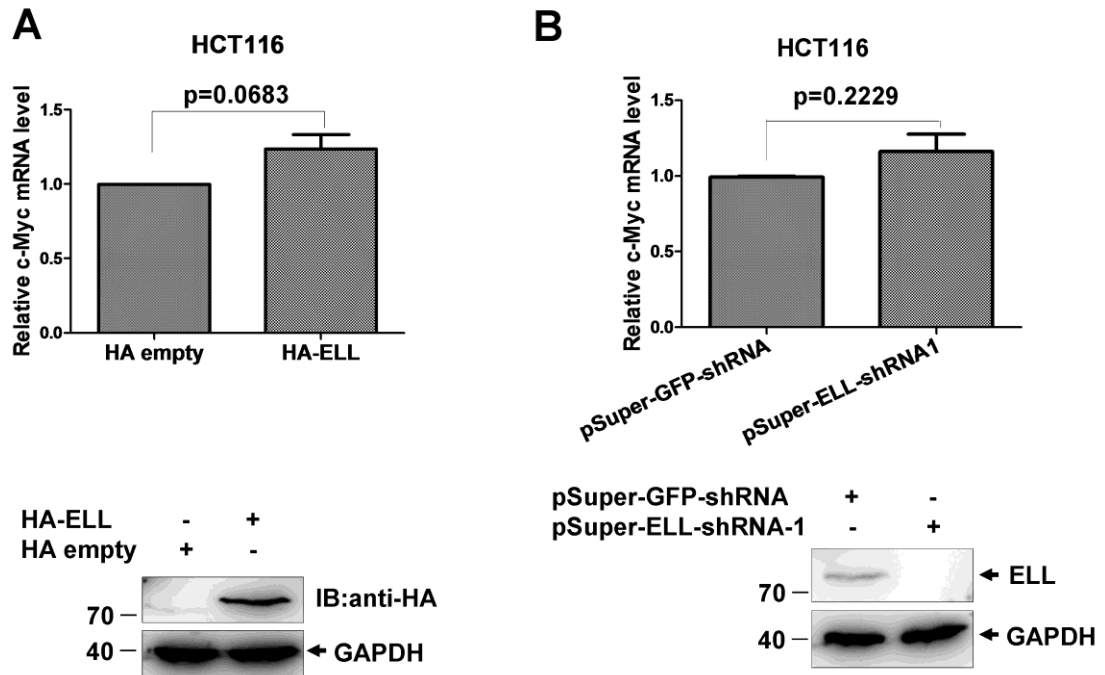 A
HCT116
p=0.0683
Relative c-Myc mRNA level
1.5
1.0
0.5
0.0
HA empty HA-ELL
HA-ELL - +
HA empty + -
70
IB:anti-HA
40
GAPDH
B
HCT116
p=0.2229
Relative c-Myc mRNA level
1.5
1.0
0.5
0.0
pSuper-GFP-shRNA
pSuper-ELL-shRNA1
pSuper-GFP-shRNA + -
pSuper-ELL-shRNA-1 - +
70
ELL
40
GAPDH